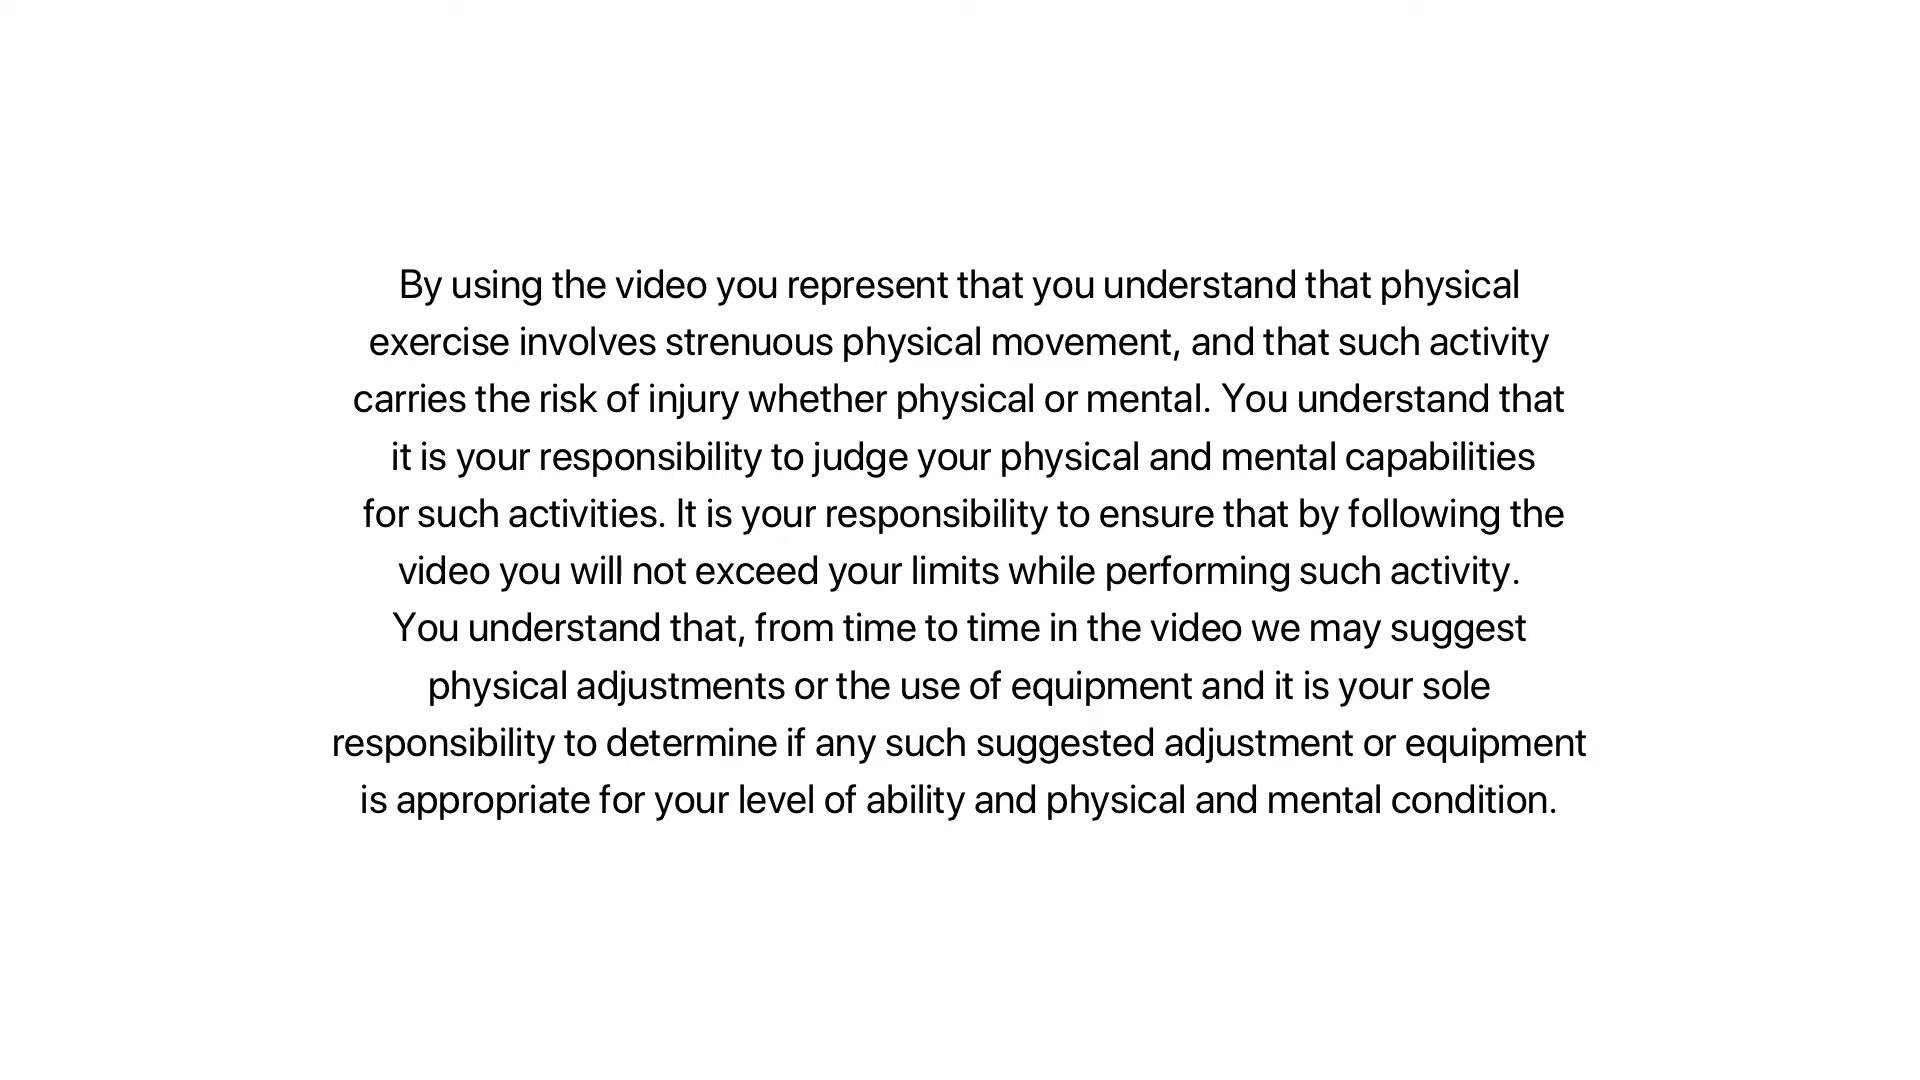 By using the video you represent that you understand that physical
exercise involves strenuous physical movement, and that such activity
carries the risk of injury whether physical or mental. You understand that
it is your responsibility to judge your physical and mental capabilities
for such activities. It is your responsibility to ensure that by following the
video you will not exceed your limits while performing such activity.
You understand that, from time to time in the video we may suggest
physical adjustments or the use of equipment and it is your sole
responsibility to determine if any such suggested adjustment or equipment
is appropriate for your level of ability and physical and mental condition.